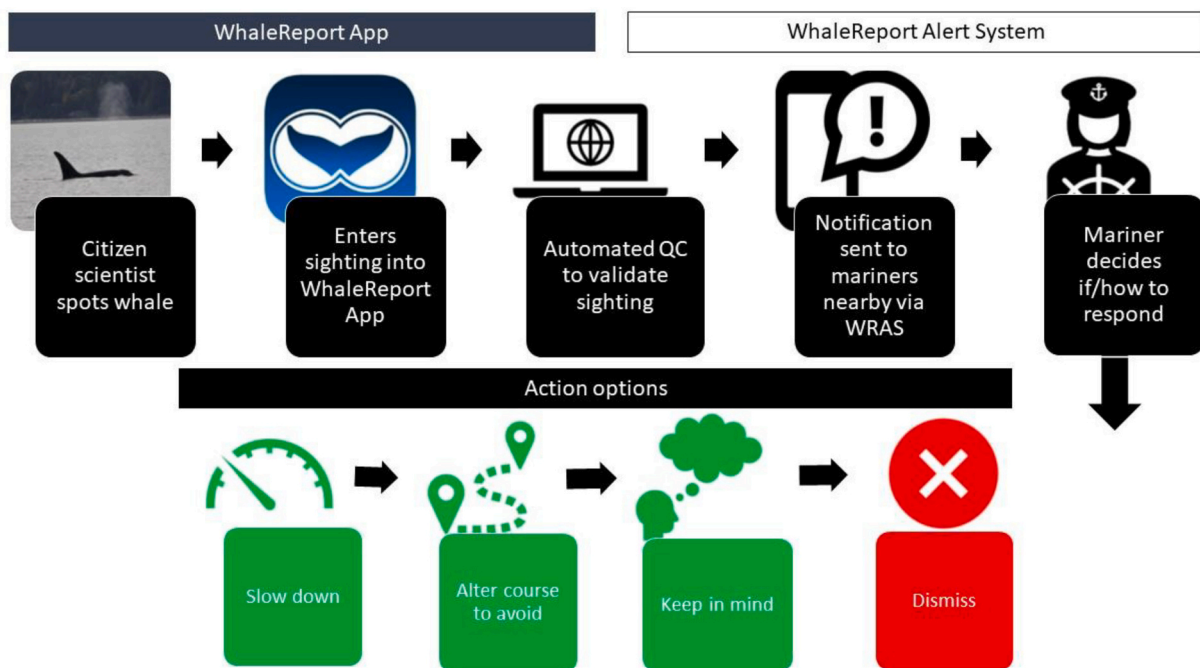 WhaleReport App
WhaleReport Alert System
Citizen
scientist
spots whale
Enters
sighting into
WhaleReport
App
Automated QC
to validate
sighting
Notification
sent to
mariners
nearby via
WRAS
Mariner
decides
if/how to
respond
Action options
Slow down
Alter course
to avoid
Keep in mind
Dismiss